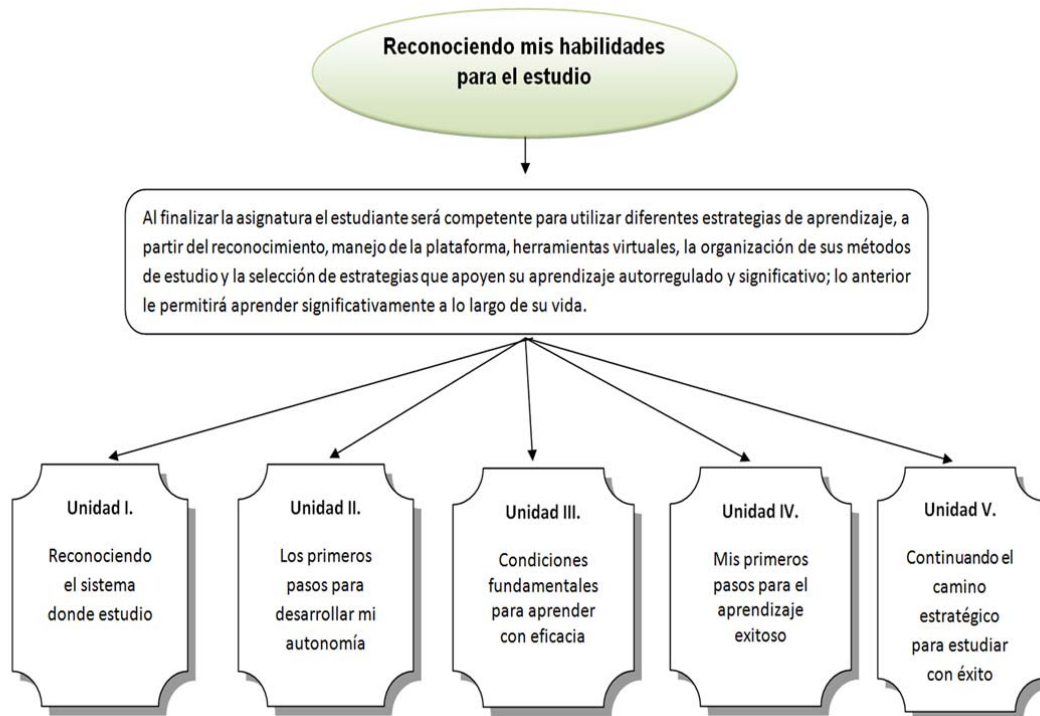 Reconociendo mis habilidades
para el estudio
Al finalizar la asignatura el estudiante será competente para utilizar diferentes estrategias de aprendizaje, a
partir del reconocimiento, manejo de la plataforma, herramientas virtuales, la organización de sus métodos
de estudio y la selección de estrategias que apoyen su aprendizaje autorregulado y significativo; lo anterior
le permitirá aprender significativamente a lo largo de su vida.
Unidad I.
Reconociendo
el sistema
donde estudio
Unidad II.
Los primeros
pasos para
desarrollar mi
autonomía
Unidad III.
Condiciones
fundamentales
para aprender
con eficacia
Unidad IV.
Mis primeros
pasos para el
aprendizaje
exitoso
Unidad V.
Continuando el
camino
estratégico
para estudiar
con éxito